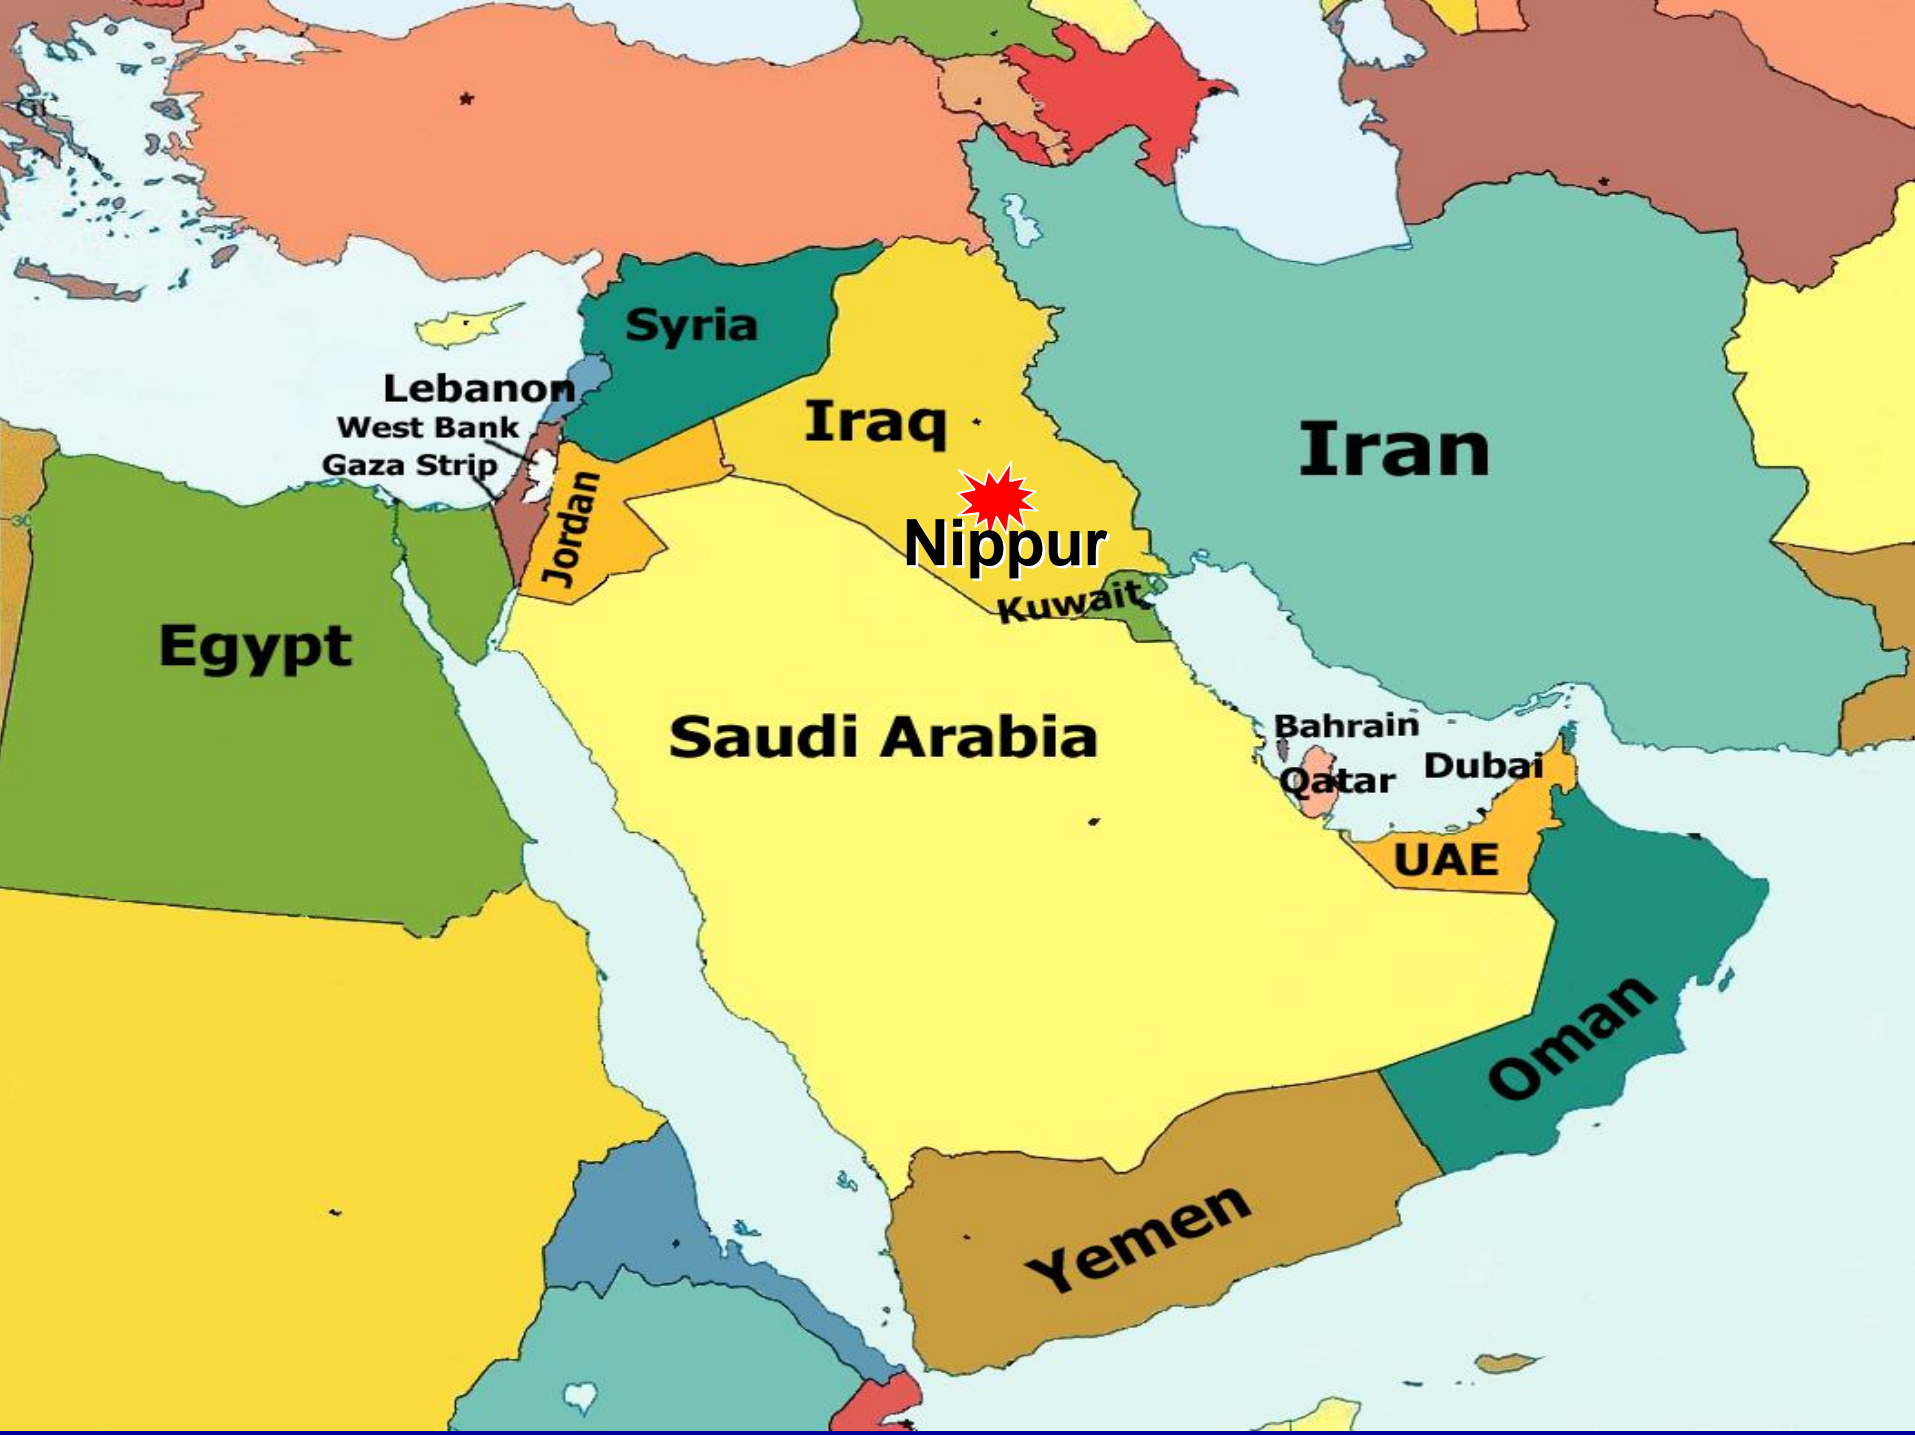 Syria
Lebanon
West Bank
Gaza Strip
Iraq
Iran
Jordan
Nippur
Kuwait
30
Egypt
Saudi Arabia
Bahrain
Dubai
Qatar
UAE
Oman
Yemen